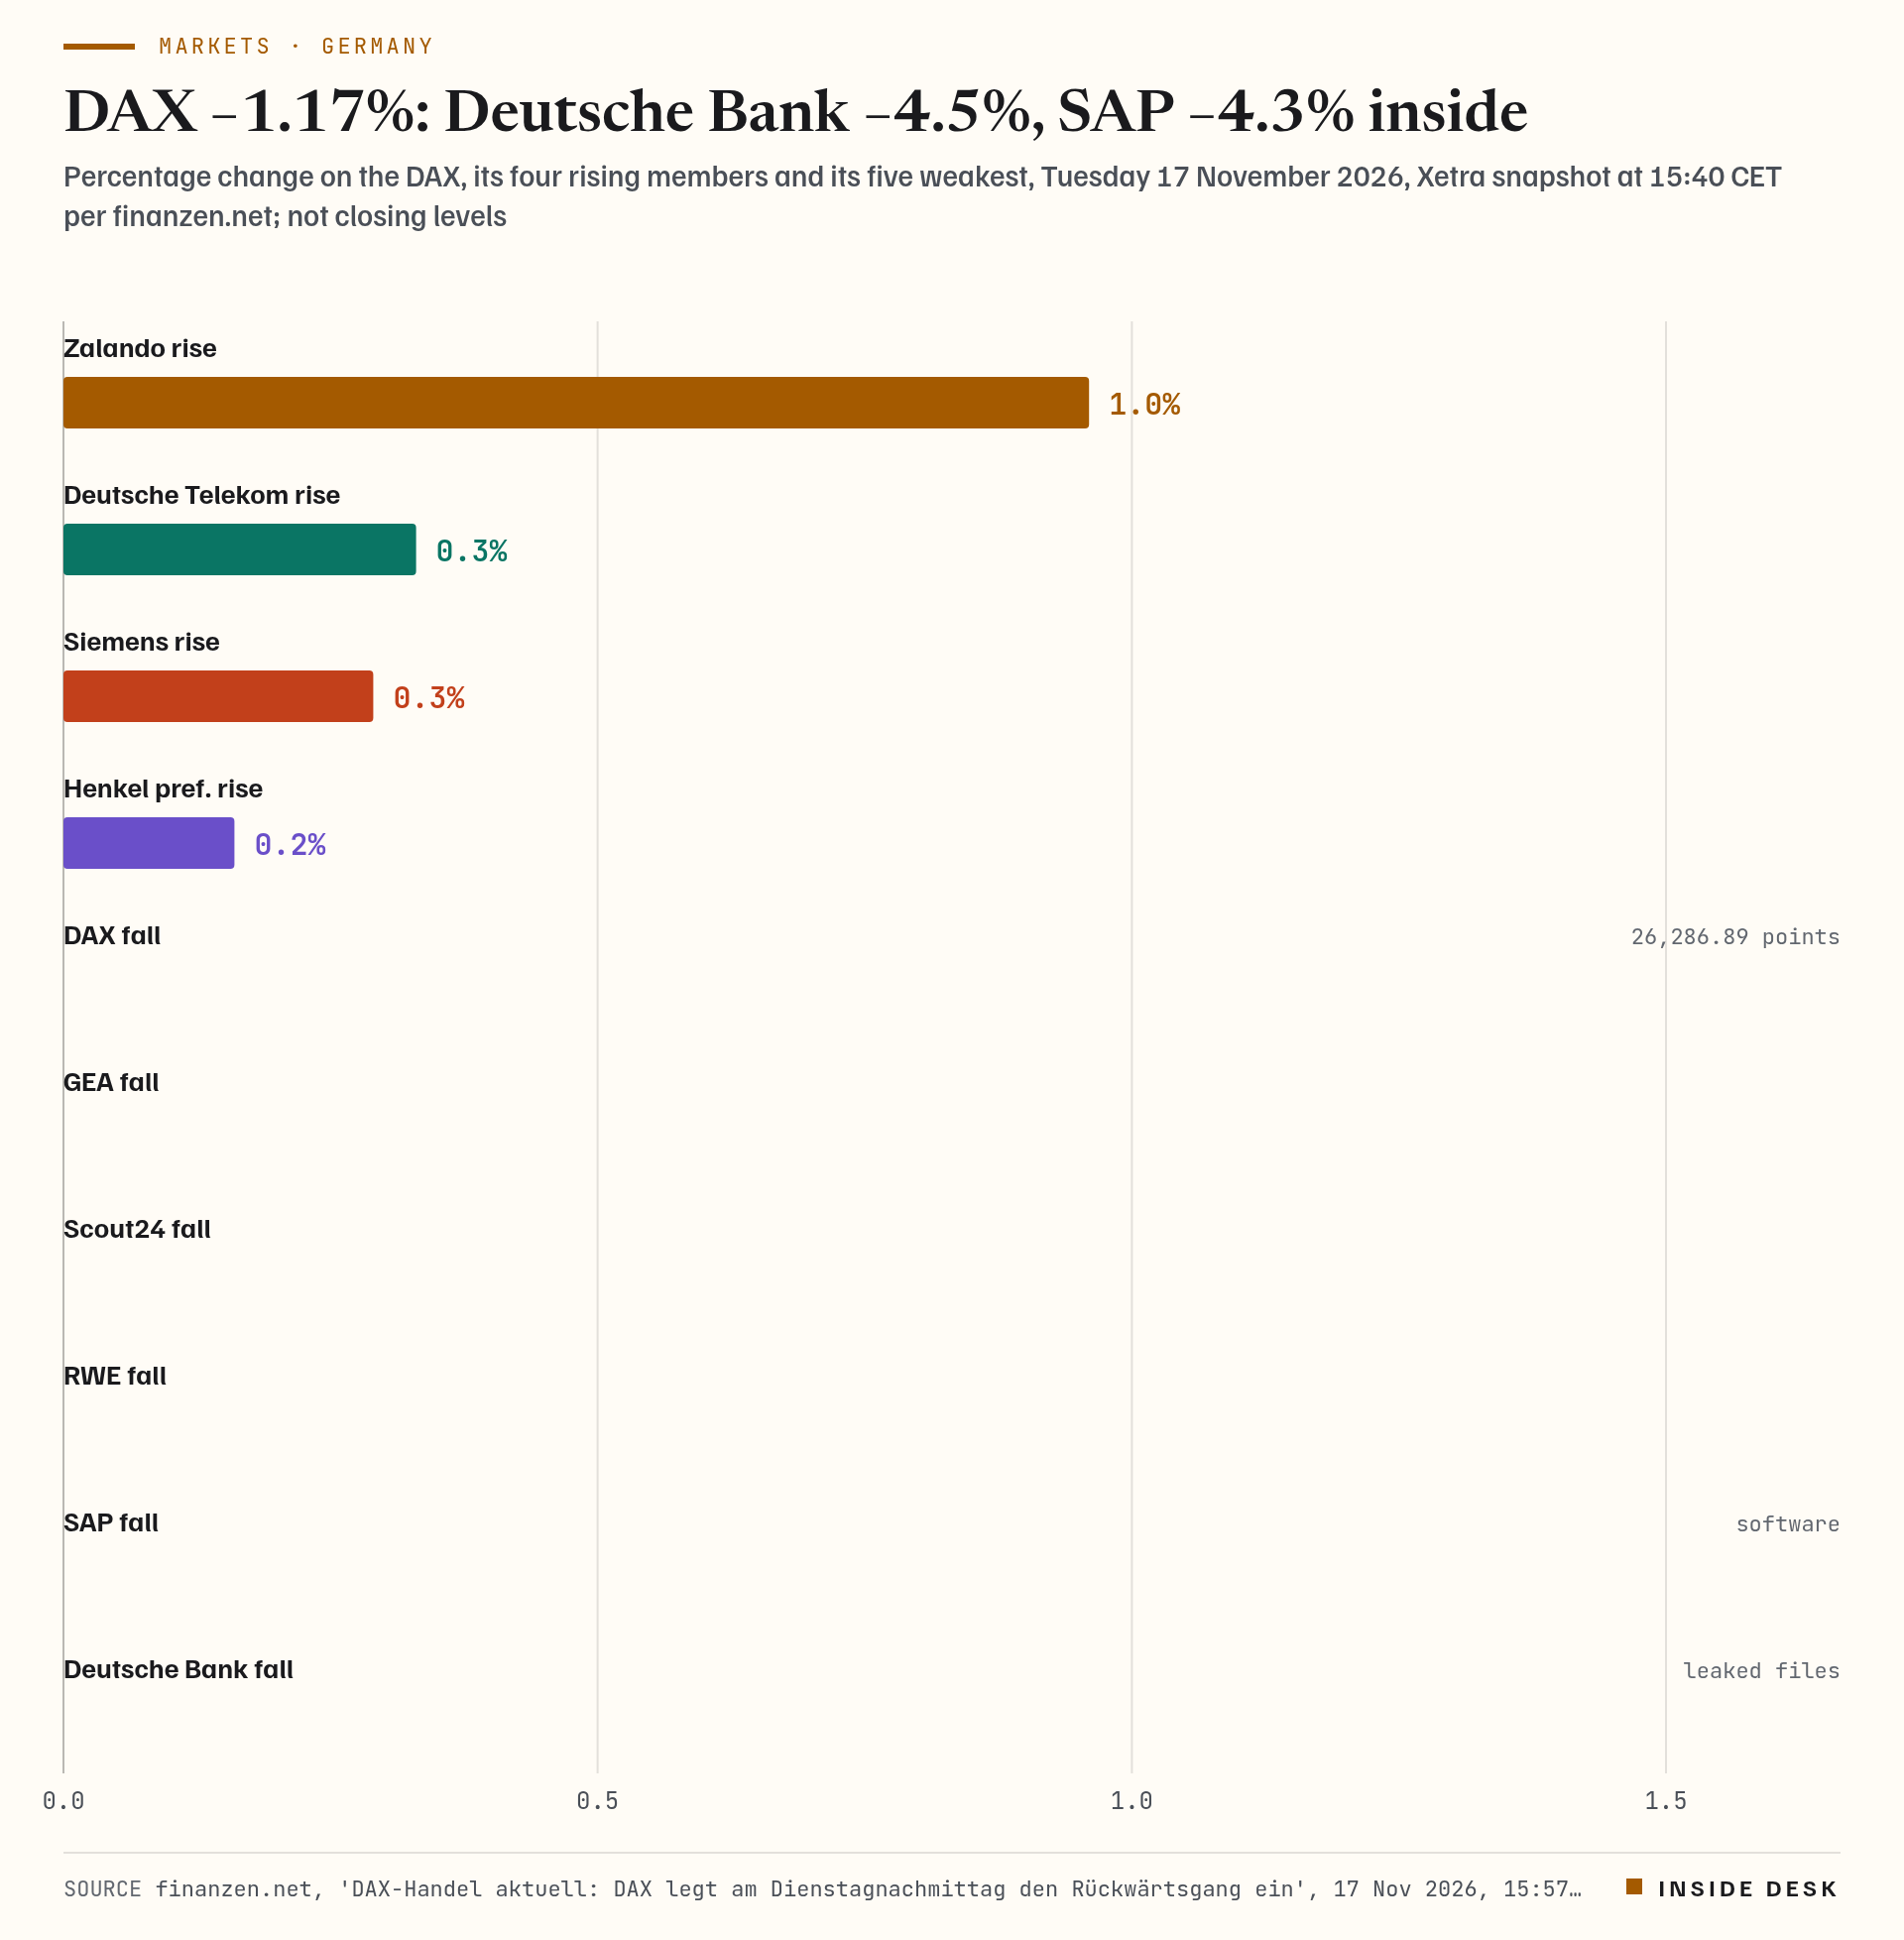 MARKETS · GERMANY
DAX –1.17%: Deutsche Bank –4.5%, SAP –4.3% inside
Percentage change on the DAX, its four rising members and its five weakest, Tuesday 17 November 2026, Xetra snapshot at 15:40 CET
per finanzen.net; not closing levels
Zalando rise
1.0%
Deutsche Telekom rise
0.3%
Siemens rise
0.3%
Henkel pref. rise
0.2%
DAX fall
26,286.89 points
GEA fall
Scout24 fall
RWE fall
SAP fall
software
Deutsche Bank fall
leaked files
0.0
0.5
1.0
1.5
SOURCE finanzen.net, 'DAX-Handel aktuell: DAX legt am Dienstagnachmittag den Rückwärtsgang ein', 17 Nov 2026, 15:57…
INSIDE DESK